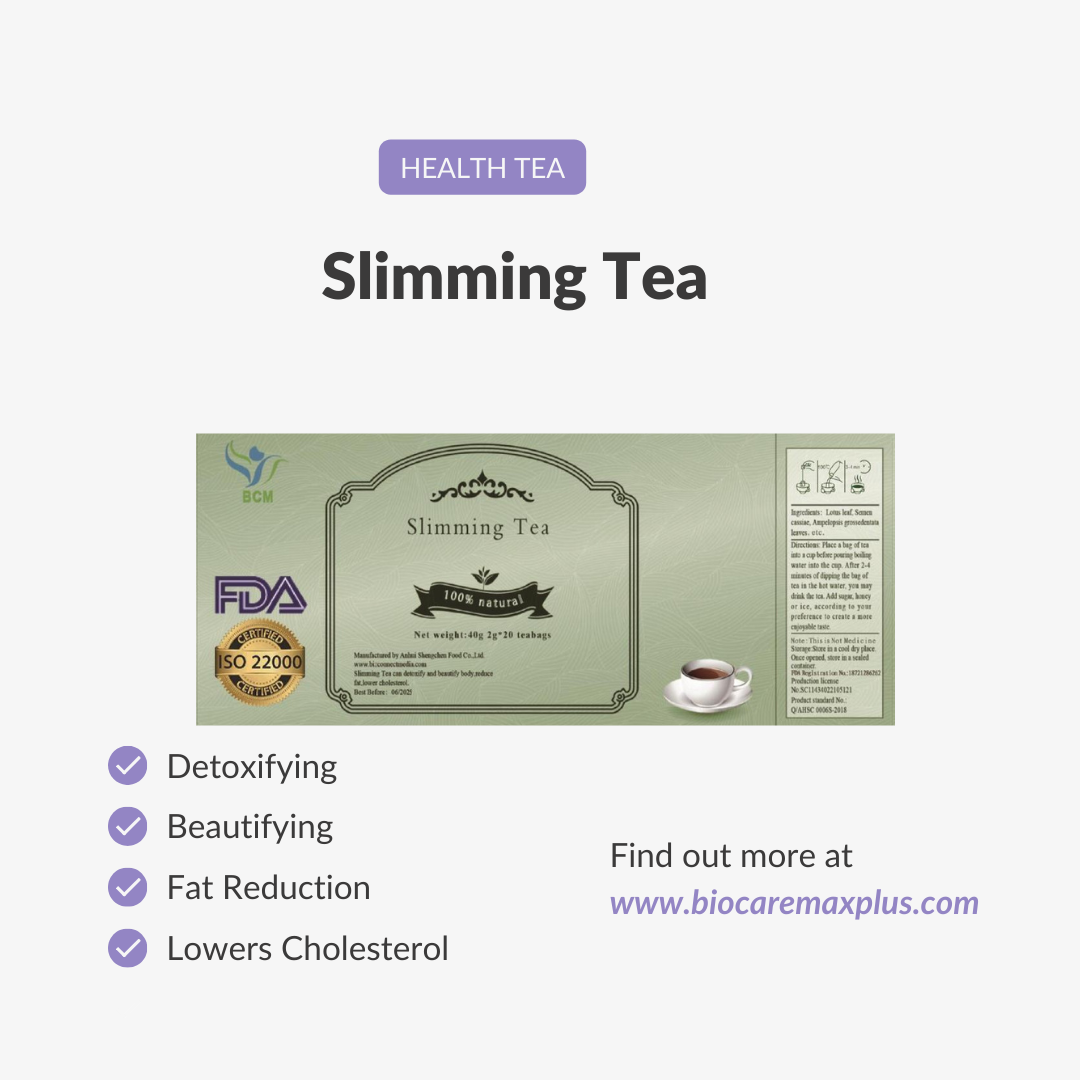 HEALTH TEA
Slimming Tea
BCM
FDA
CERTIFIED
ISO 22000
CERTIFIED
Slimming Tea
100% natural
Net weight:40g 2g*20 teabags
Manufactured by Anhui Shengchen Food Co.,Ltd.
Slimming Tea can detoxify and beautify body,reduce
fat,lower cholesterol.
Best Before: 06/2025
100℃
Ingredients: Lotus leaf, Semen
cassiae, Ampelopsis grossedentata
leaves, etc.
Directions: Place a bag of tea
into a cup before pouring boiling
water into the cup. After 2-4
minutes of dipping the bag of
tea in the hot water, you may
drink the tea. Add sugar, honey
or ice, according to your
preference to create a more
enjoyable taste.
Note: This is Not Medicine
Storage:Store in a cool dry place.
Once opened, store in a sealed
container.
FDA Registration No.:
Production license
No:SC11434022105121
Product standard No.:
Q/AHSC 0006S-2018
Detoxifying
Beautifying
Fat Reduction
Lowers Cholesterol
Find out more at
www.biocaremaxplus.com